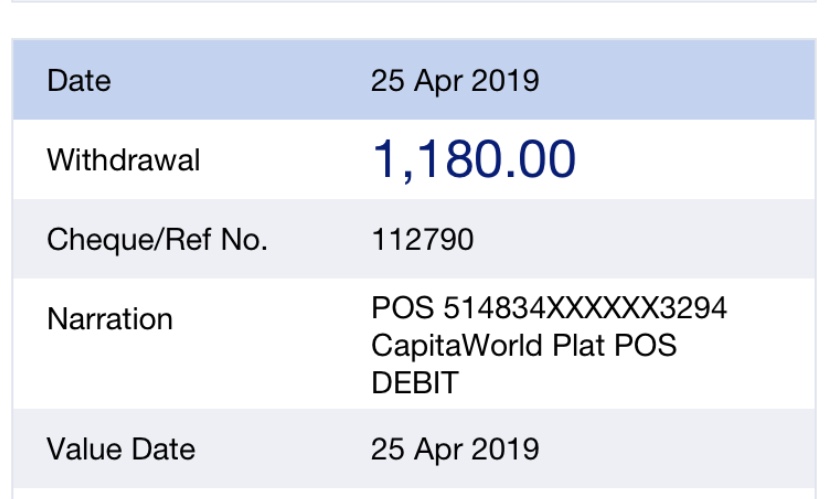 Date 25 Apr 2019
Withdrawal 1,180.00
Cheque/Ref No. 112790
Narration POS 514834XXXXXX3294
CapitaWorld Plat POS
DEBIT
Value Date 25 Apr 2019